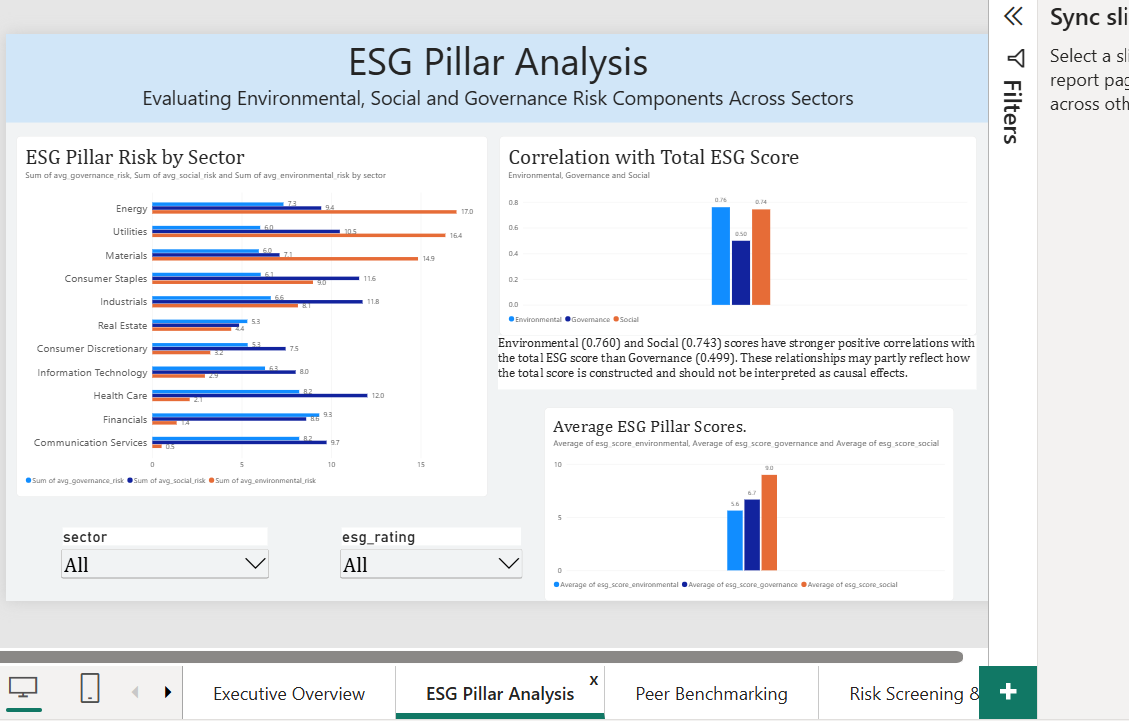 Sync sli
Select a sli
report pag
across oth
Filters
ESG Pillar Analysis
Evaluating Environmental, Social and Governance Risk Components Across Sectors
ESG Pillar Risk by Sector
Sum of avg_governance_risk, Sum of avg_social_risk and Sum of avg_environmental_risk by sector
Energy 7.3 9.4 17.0
Utilities 6.0 10.5 16.4
Materials 6.0 7.1 14.9
Consumer Staples 6.1 11.6 9.0
Industrials 6.6 11.8 8.1
Real Estate 5.3 4.4
Consumer Discretionary 5.3 7.5 3.2
Information Technology 6.3 8.0 2.9
Health Care 8.2 12.0 2.1
Financials 9.3 8.6 1.4
Communication Services 8.2 9.7 0.5
0 5 10 15
Sum of avg_governance_risk Sum of avg_social_risk Sum of avg_environmental_risk
Correlation with Total ESG Score
Environmental, Governance and Social
0.8
0.6
0.4
0.2
0.0
0.76 0.50 0.74
Environmental Governance Social
Environmental (0.760) and Social (0.743) scores have stronger positive correlations with
the total ESG score than Governance (0.499). These relationships may partly reflect how
the total score is constructed and should not be interpreted as causal effects.
Average ESG Pillar Scores.
Average of esg_score_environmental, Average of esg_score_governance and Average of esg_score_social
10
5
0
5.6 6.7 9.0
Average of esg_score_environmental Average of esg_score_governance Average of esg_score_social
sector
All
esg_rating
All
Executive Overview
ESG Pillar Analysis
x
Peer Benchmarking
Risk Screening &
+